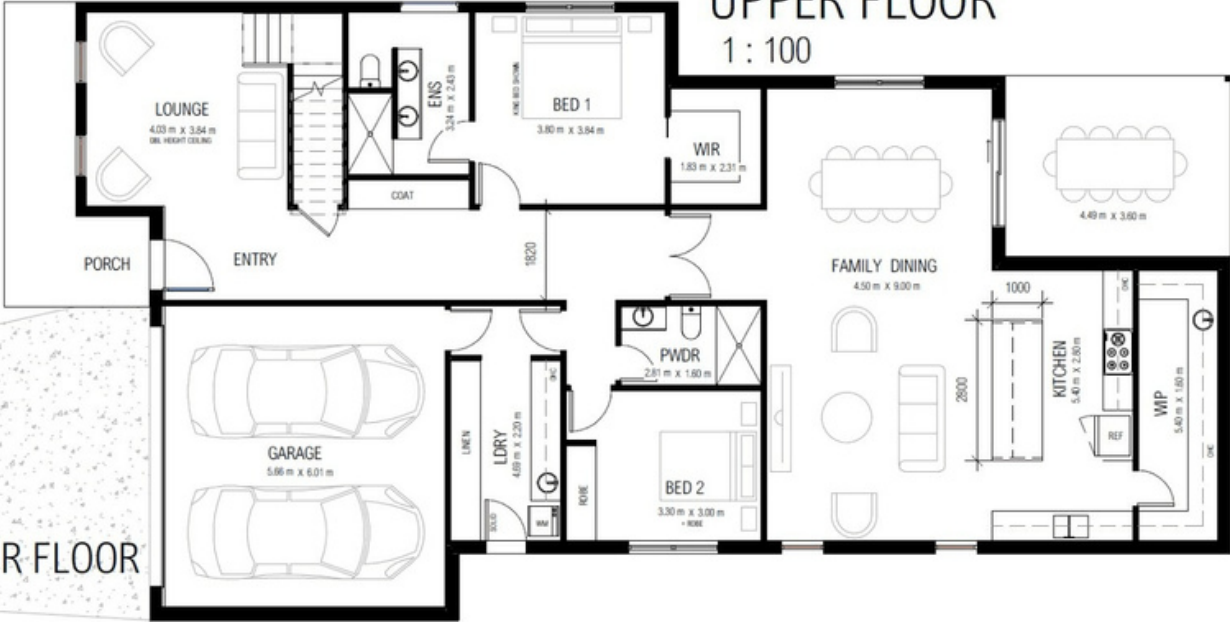 UPPER FLOOR
1 : 100
LOUNGE
4.03 m X 3.84 m
DBL HEIGHT CEILING
ENS
3.24 m X 2.43 m
KING BED SHOWN
BED 1
3.80 m X 3.84 m
WIR
1.83 m X 2.31 m
COAT
4.49 m X 3.60 m
PORCH
ENTRY
1820
FAMILY DINING
4.50 m X 9.00 m
1000
OHC
KITCHEN
5.40 m X 2.80 m
2800
REF
WIP
5.40 m X 1.60 m
OHC
PWDR
2.81 m X 1.60 m
GARAGE
5.66 m X 6.01 m
LINEN
LDRY
4.69 m X 2.20 m
OHC
SOLID
WM
ROBE
BED 2
3.30 m X 3.00 m
+ ROBE
R FLOOR